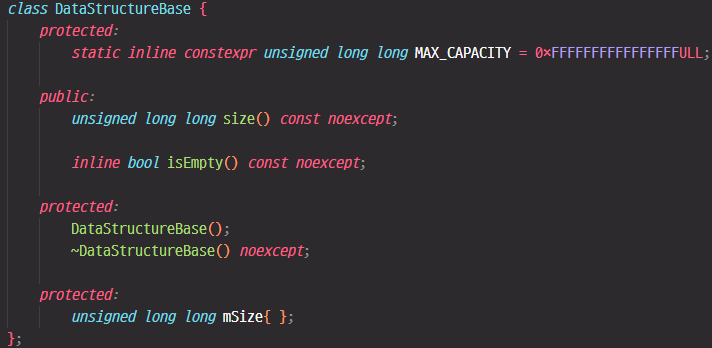 class DataStructureBase {
protected:
static inline constexpr unsigned long long MAX_CAPACITY = 0xFFFFFFFFFFFFFFFFULL;
public:
unsigned long long size() const noexcept;
inline bool isEmpty() const noexcept;
protected:
DataStructureBase();
~DataStructureBase() noexcept;
protected:
unsigned long long mSize{ };
};